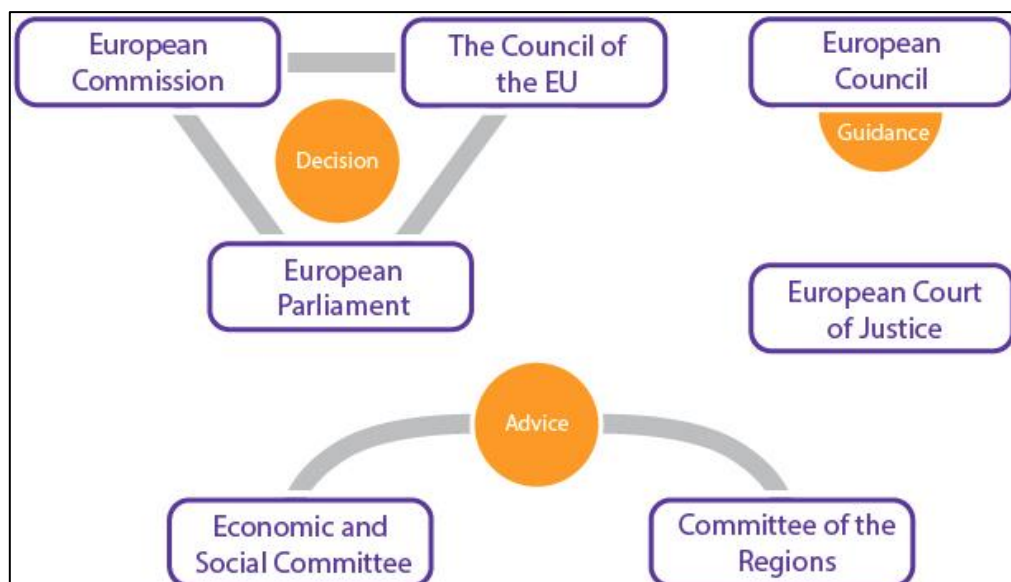 European
Commission
The Council of
the EU
European
Council
Guidance
Decision
European
Parliament
European Court
of Justice
Advice
Economic and
Social Committee
Committee of the
Regions